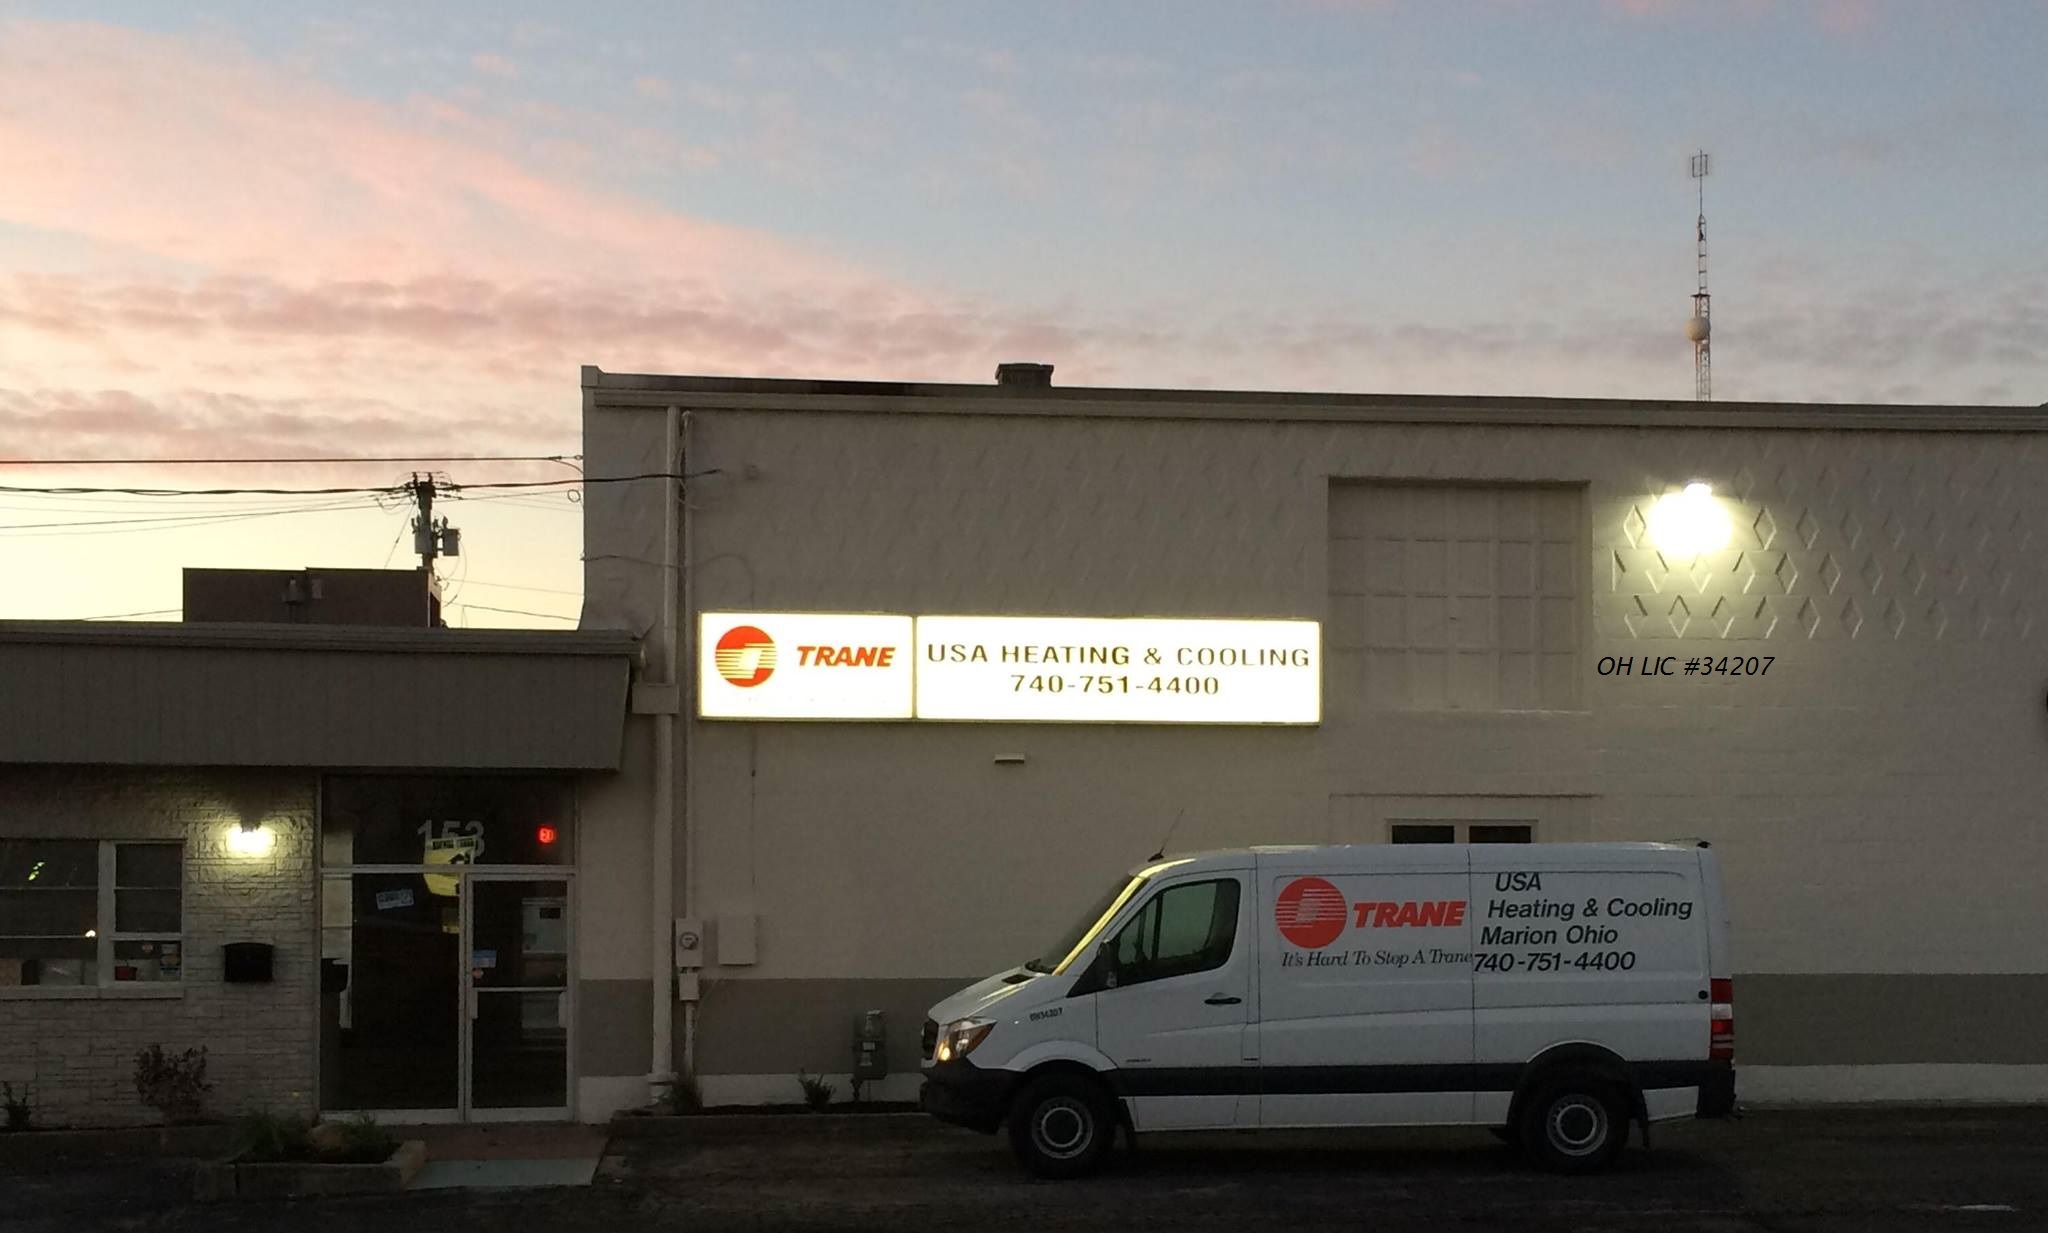 TRANE
USA HEATING & COOLING
740-751-4400
OH LIC #34207
153
TRANE
It's Hard To Stop A Trane
USA
Heating & Cooling
Marion Ohio
740-751-4400
OH34207